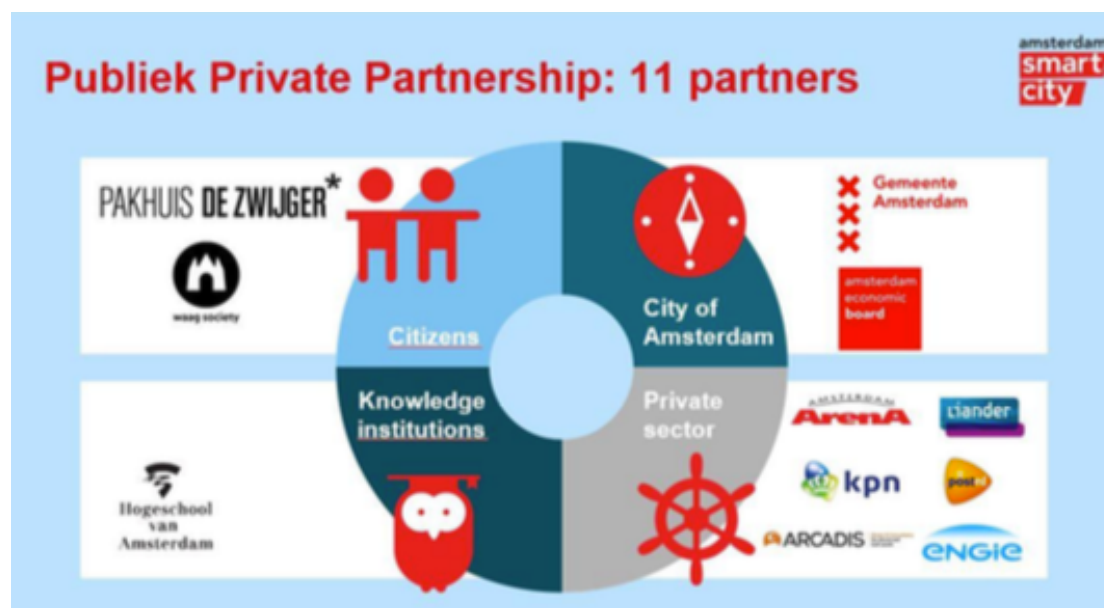 amsterdam
smart
city
Publiek Private Partnership: 11 partners
PAKHUIS DE ZWIJGER*
waag society
Citizens
City of
Amsterdam
Gemeente
Amsterdam
amsterdam
economic
board
Hogeschool
van
Amsterdam
Knowledge
institutions
Private
sector
AMSTERDAM
ArenA
Liander
kpn
postnl
ARCADIS
ENGIE